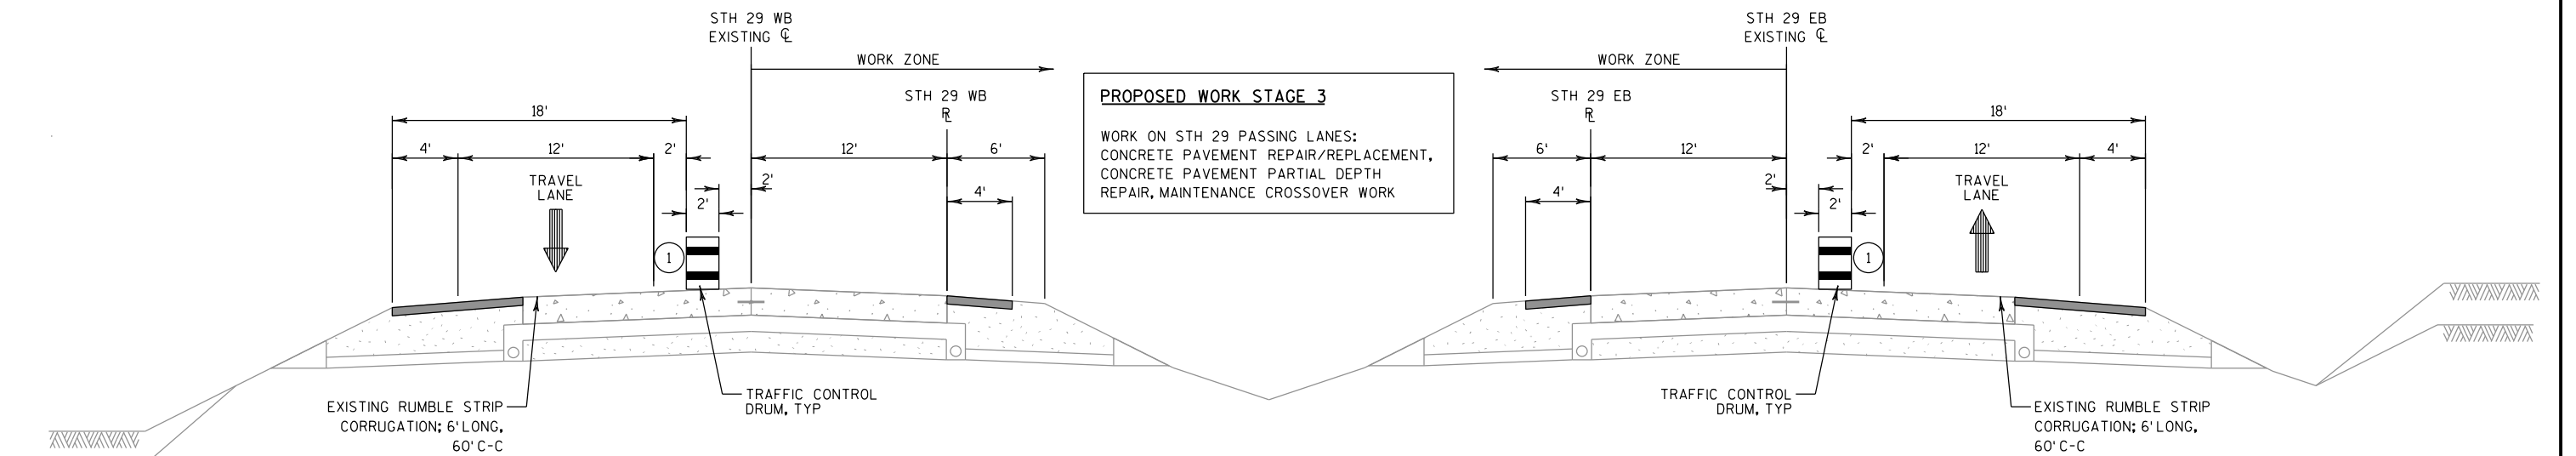 STH 29 WB
EXISTING ℄
WORK ZONE
STH 29 WB
R/L
18'
4'
12'
2'
12'
6'
2'
2'
4'
TRAVEL
LANE
1
TRAFFIC CONTROL
DRUM, TYP
EXISTING RUMBLE STRIP
CORRUGATION; 6' LONG,
60' C-C
PROPOSED WORK STAGE 3
WORK ON STH 29 PASSING LANES:
CONCRETE PAVEMENT REPAIR/REPLACEMENT,
CONCRETE PAVEMENT PARTIAL DEPTH
REPAIR, MAINTENANCE CROSSOVER WORK
STH 29 EB
EXISTING ℄
WORK ZONE
STH 29 EB
R/L
18'
6'
12'
2'
12'
4'
4'
2'
2'
TRAVEL
LANE
1
TRAFFIC CONTROL
DRUM, TYP
EXISTING RUMBLE STRIP
CORRUGATION; 6' LONG,
60' C-C